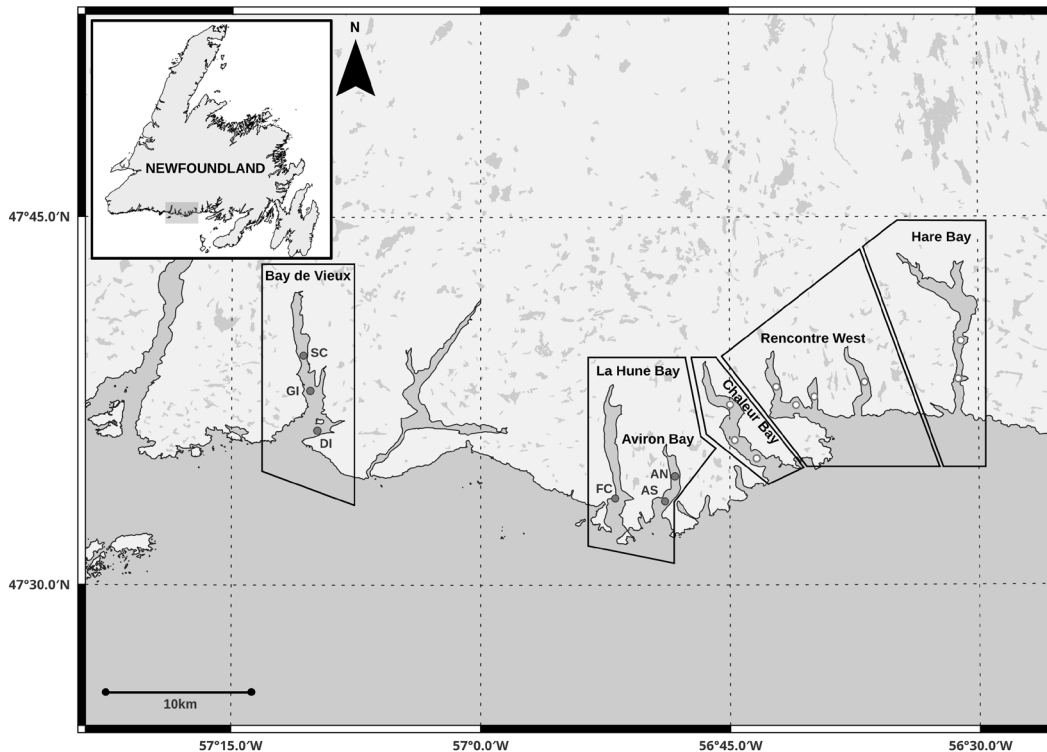 N
NEWFOUNDLAND
47°45.0'N
Hare Bay
Bay de Vieux
Rencontre West
SC
La Hune Bay
Chaleur Bay
GI
Aviron Bay
DI
AN
FC
AS
47°30.0'N
10km
57°15.0'W
57°0.0'W
56°45.0'W
56°30.0'W